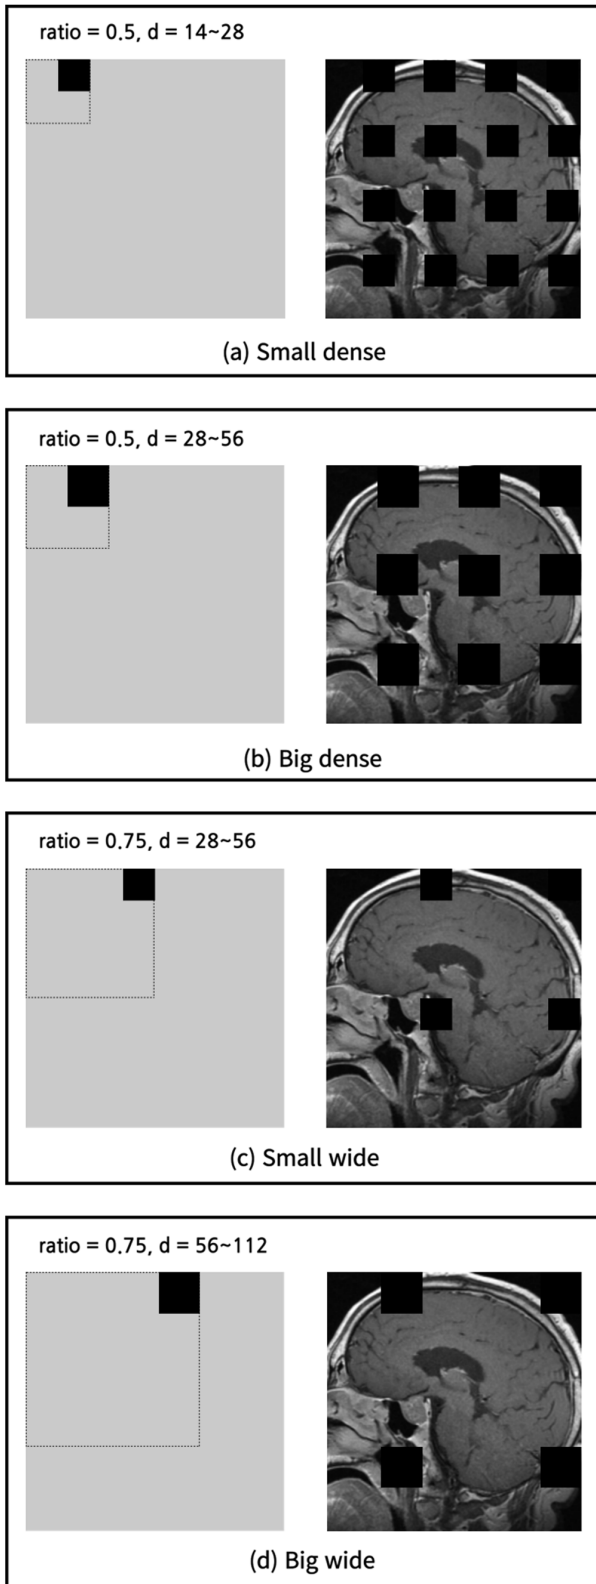 ratio = 0.5, d = 14~28
(a) Small dense
ratio = 0.5, d = 28~56
(b) Big dense
ratio = 0.75, d = 28~56
(c) Small wide
ratio = 0.75, d = 56~112
(d) Big wide